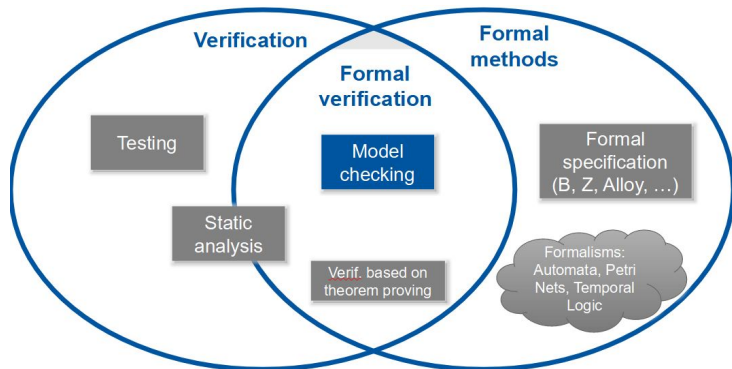 Verification
Formal
methods
Formal
verification
Testing
Model
checking
Formal
specification
(B, Z, Alloy, …)
Static
analysis
Verif. based on
theorem proving
Formalisms:
Automata, Petri
Nets, Temporal
Logic